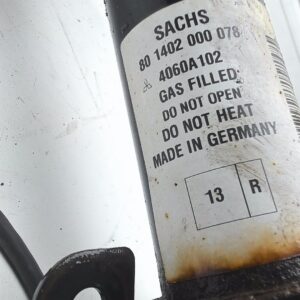 SACHS
80 1402 000 078
4060A102
GAS FILLED:
DO NOT OPEN
DO NOT HEAT
MADE IN GERMANY
13 R